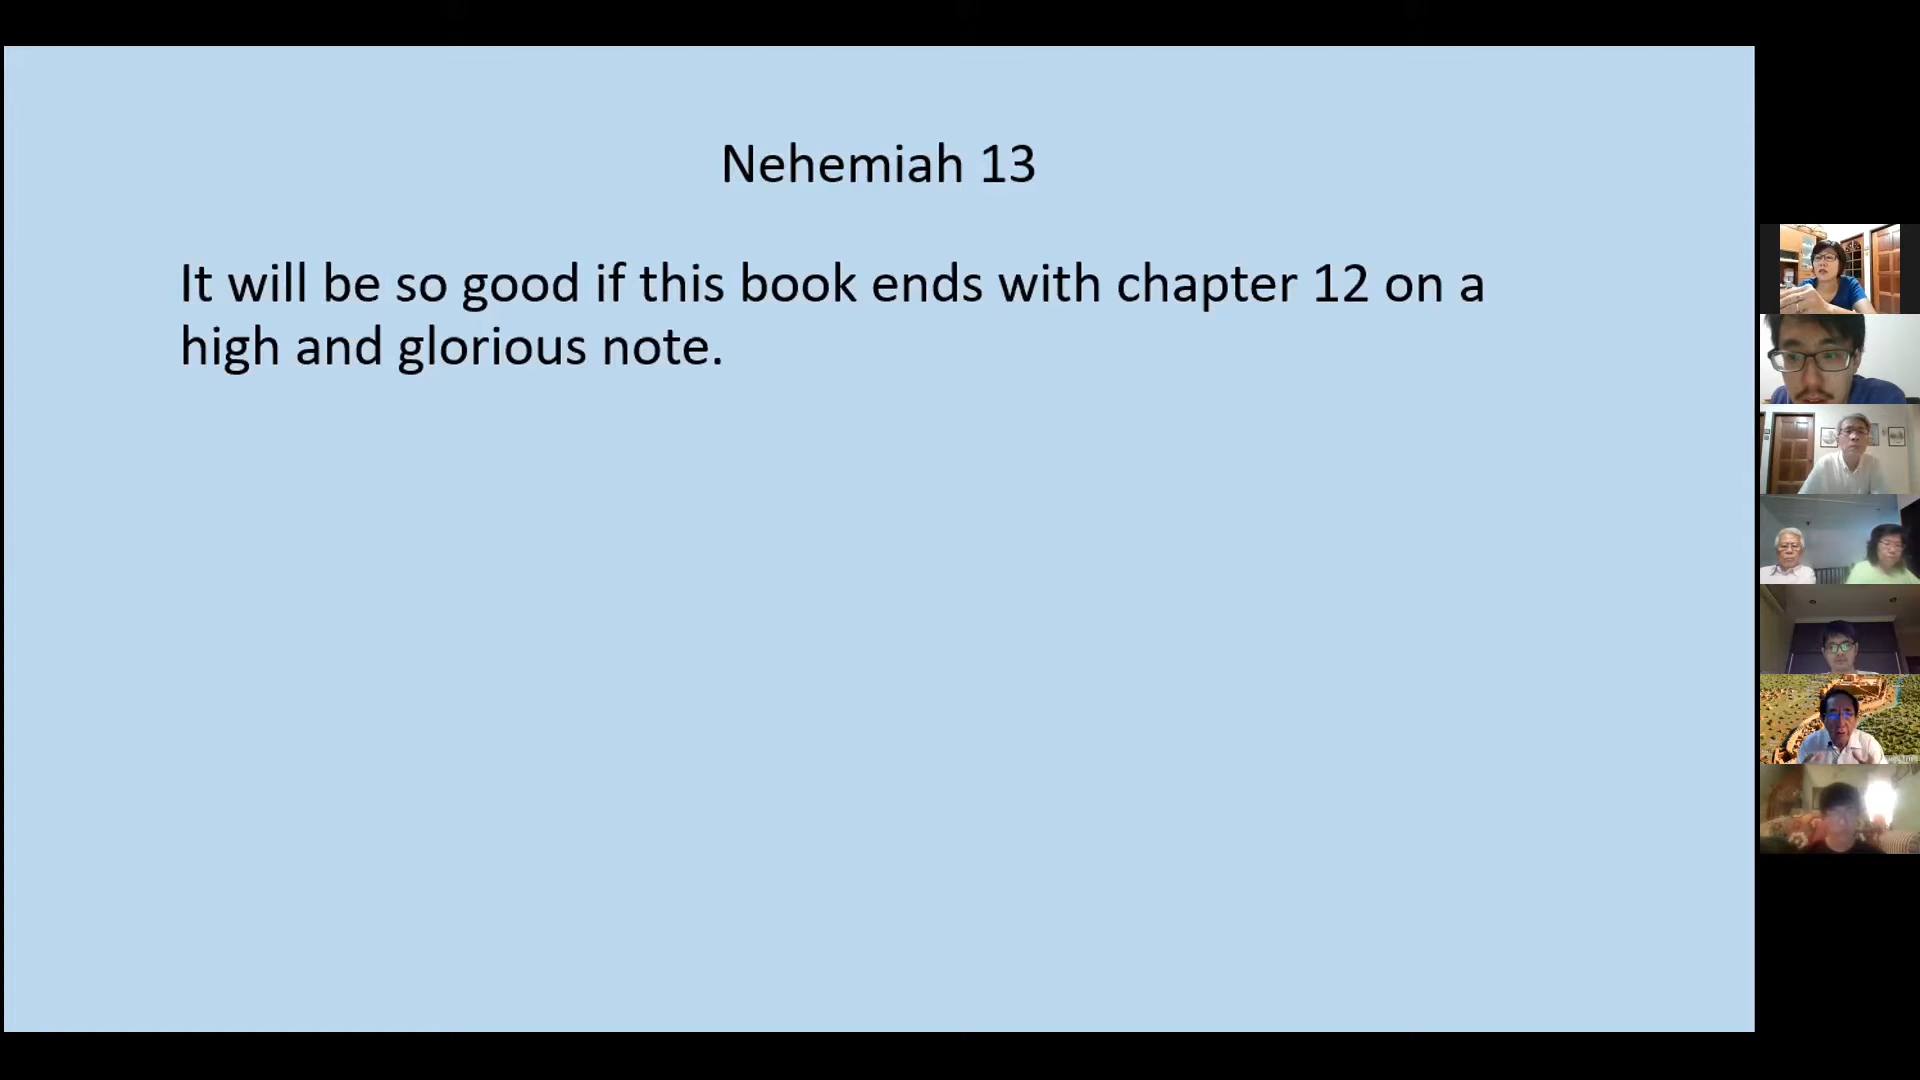 Nehemiah 13
It will be so good if this book ends with chapter 12 on a
high and glorious note.